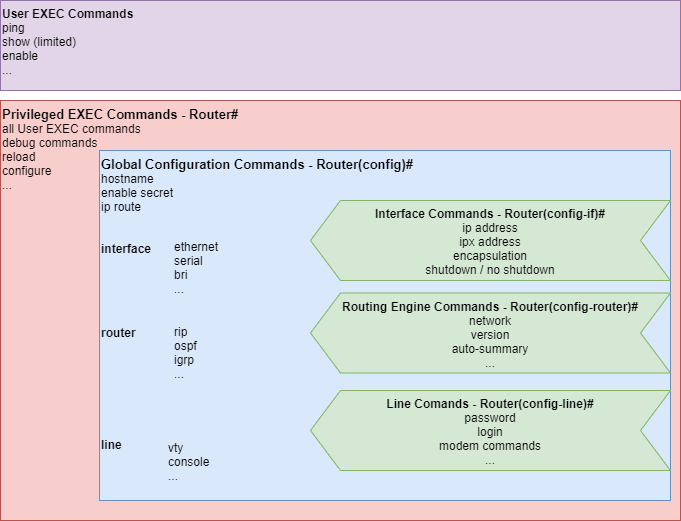 User EXEC Commands
ping
show (limited)
enable
...
Privileged EXEC Commands - Router#
all User EXEC commands
debug commands
reload
configure
...
Global Configuration Commands - Router(config)#
hostname
enable secret
ip route
interface
ethernet
serial
bri
...
Interface Commands - Router(config-if)#
ip address
ipx address
encapsulation
shutdown / no shutdown
router
rip
ospf
igrp
...
Routing Engine Commands - Router(config-router)#
network
version
auto-summary
...
line
vty
console
...
Line Comands - Router(config-line)#
password
login
modem commands
...